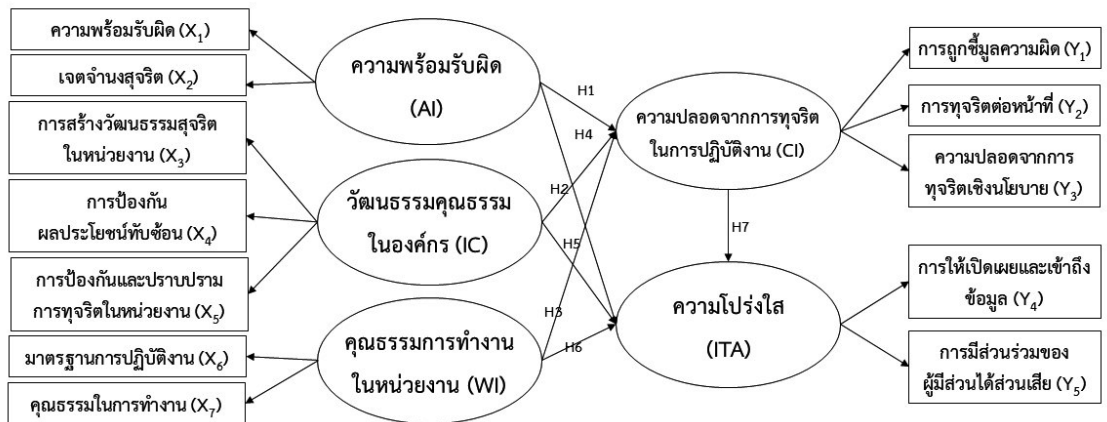 ความพร้อมรับผิด (X₁)
เจตจำนงสุจริต (X₂)
การสร้างวัฒนธรรมสุจริต
ในหน่วยงาน (X₃)
การป้องกัน
ผลประโยชน์ทับซ้อน (X₄)
การป้องกันและปราบปราม
การทุจริตในหน่วยงาน (X₅)
มาตรฐานการปฏิบัติงาน (X₆)
คุณธรรมในการทำงาน (X₇)
ความพร้อมรับผิด
(AI)
วัฒนธรรมคุณธรรม
ในองค์กร (IC)
คุณธรรมการทำงาน
ในหน่วยงาน (WI)
H1
H4
H2
H5
H3
H6
ความปลอดจากการทุจริต
ในการปฏิบัติงาน (CI)
H7
ความโปร่งใส
(ITA)
การถูกชี้มูลความผิด (Y₁)
การทุจริตต่อหน้าที่ (Y₂)
ความปลอดจากการ
ทุจริตเชิงนโยบาย (Y₃)
การให้เปิดเผยและเข้าถึง
ข้อมูล (Y₄)
การมีส่วนร่วมของ
ผู้มีส่วนได้ส่วนเสีย (Y₅)